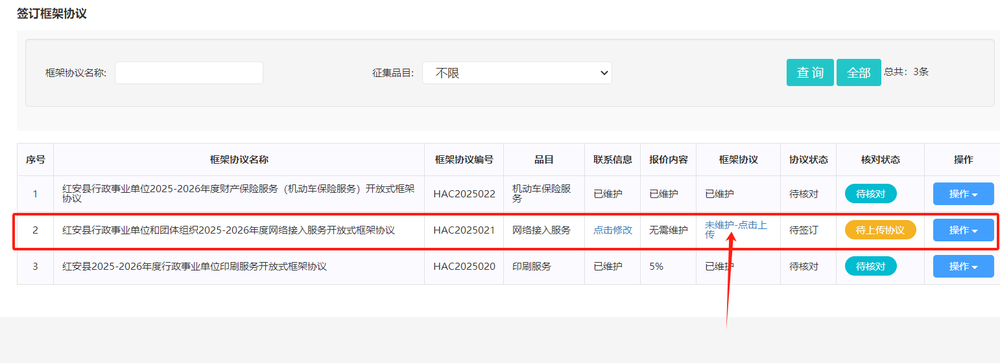 签订框架协议
框架协议名称: 征集品目: 不限 查 询 全部 总共：3条
序号 框架协议名称 框架协议编号 品目 联系信息 报价内容 框架协议 协议状态 核对状态 操作
1 红安县行政事业单位2025-2026年度财产保险服务（机动车保险服务）开放式框架
协议 HAC2025022 机动车保险服
务 已维护 已维护 已维护 待核对 待核对 操作
2 红安县行政事业单位和团体组织2025-2026年度网络接入服务开放式框架协议 HAC2025021 网络接入服务 点击修改 无需维护 未维护-点击上
传 待签订 待上传协议 操作
3 红安县2025-2026年度行政事业单位印刷服务开放式框架协议 HAC2025020 印刷服务 已维护 5% 已维护 待核对 待核对 操作